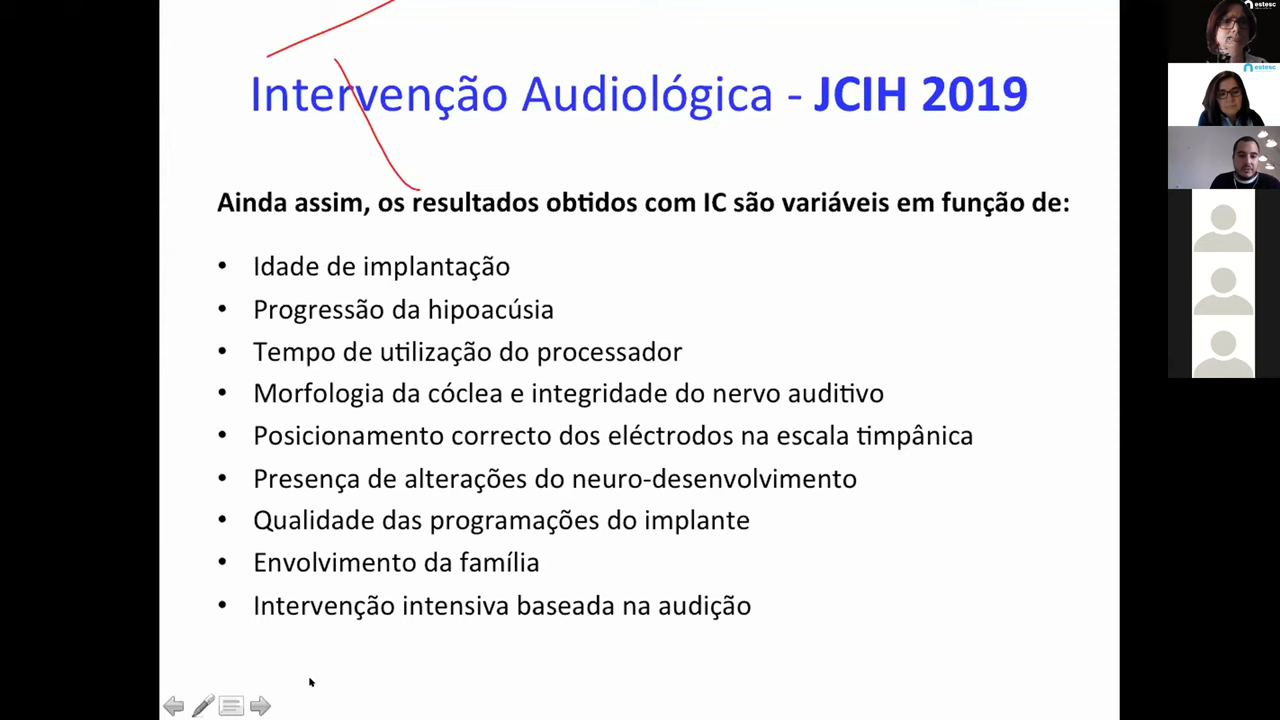 Intervenção Audiológica - JCIH 2019
Ainda assim, os resultados obtidos com IC são variáveis em função de:
• Idade de implantação
• Progressão da hipoacúsia
• Tempo de utilização do processador
• Morfologia da cóclea e integridade do nervo auditivo
• Posicionamento correcto dos eléctrodos na escala timpânica
• Presença de alterações do neuro-desenvolvimento
• Qualidade das programações do implante
• Envolvimento da família
• Intervenção intensiva baseada na audição
estesc
estesc